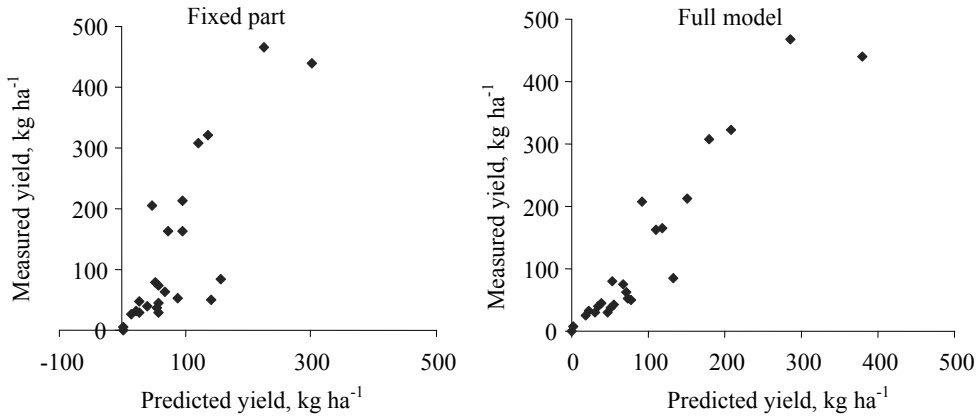 Fixed part
Measured yield, kg ha-1
500
400
300
200
100
0
-100 0 100 200 300 400 500
Predicted yield, kg ha-1
Full model
Measured yield, kg ha-1
500
400
300
200
100
0
0 100 200 300 400 500
Predicted yield, kg ha-1